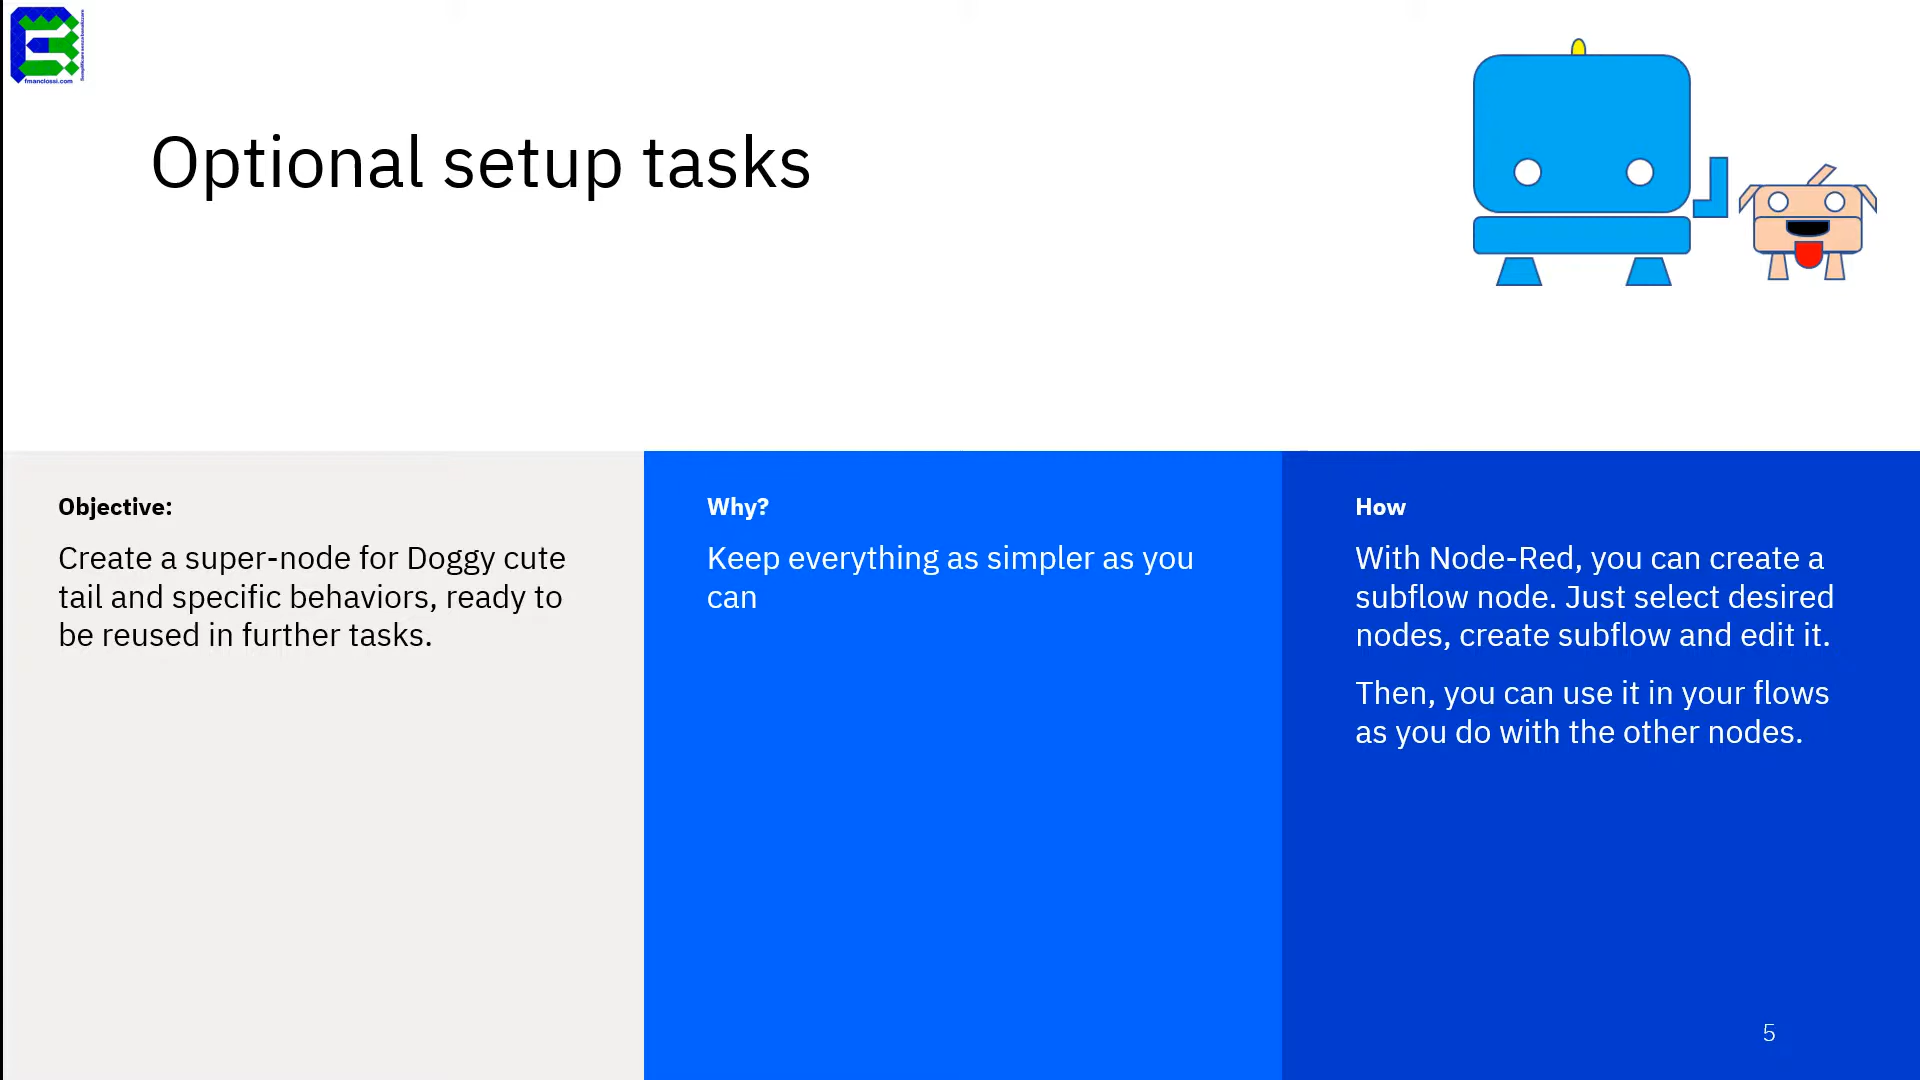 fmanclossi.com
Optional setup tasks
Objective:
Create a super-node for Doggy cute
tail and specific behaviors, ready to
be reused in further tasks.
Why?
Keep everything as simpler as you
can
How
With Node-Red, you can create a
subflow node. Just select desired
nodes, create subflow and edit it.
Then, you can use it in your flows
as you do with the other nodes.
5